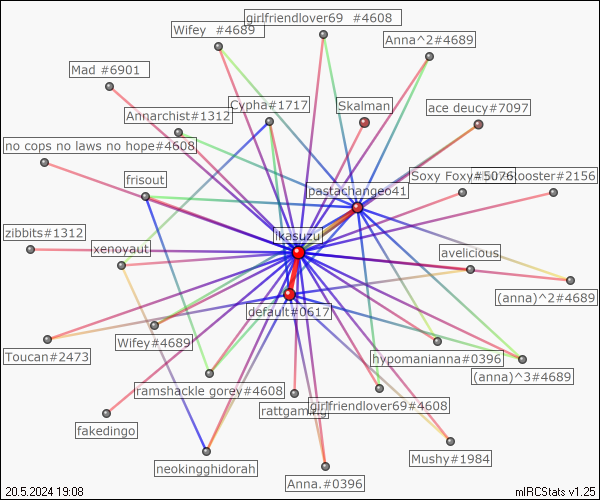 girlfriendlover69 #4608
Wifey #4689
Anna^2#4689
Mad #6901
Cypha#1717
Skalman
ace deucy#7097
Annarchist#1312
no cops no laws no hope#4608
frisout
pastachangeo41
Soxy Foxy#5076
ooster#2156
zibbits#1312
ikasuzu
xenoyaut
avelicious
(anna)^2#4689
default#0617
Toucan#2473
Wifey#4689
hypomanianna#0396
(anna)^3#4689
ramshackle gorey#4608
rattgaming
girlfriendlover69#4608
fakedingo
neokingghidorah
Mushy#1984
Anna.#0396
20.5.2024 19:08
mIRCStats v1.25